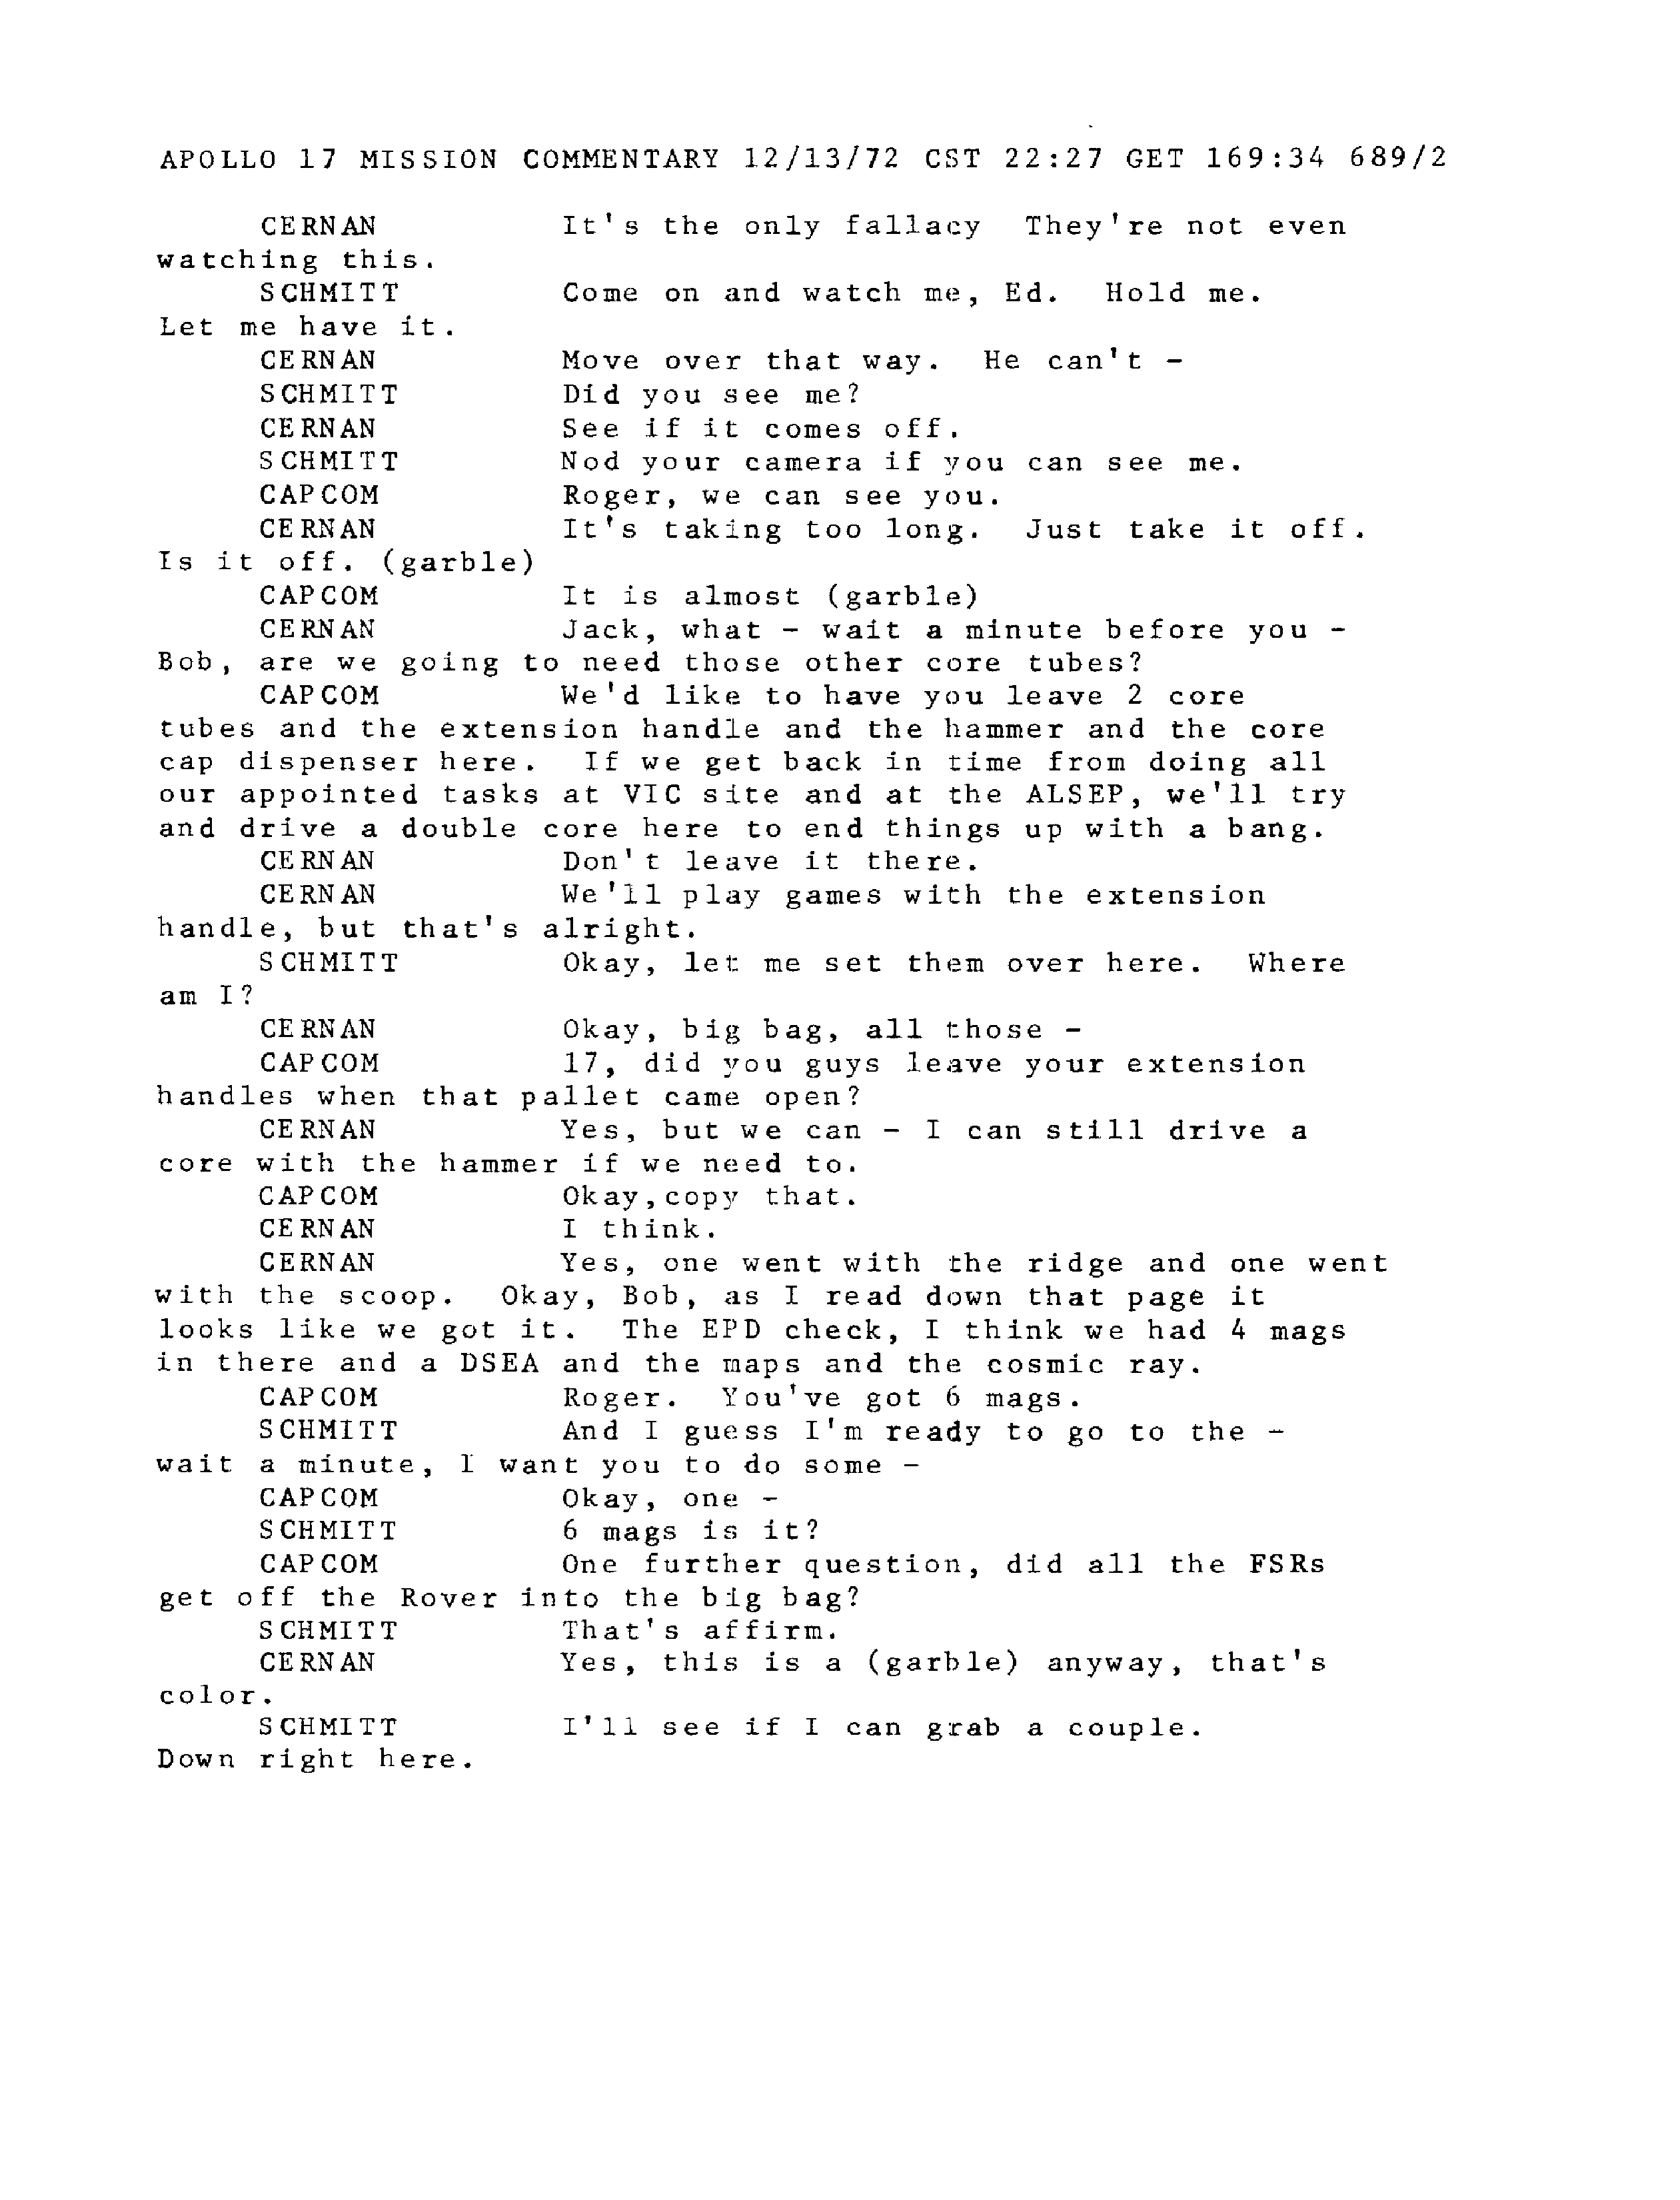 APOLLO 17 MISSION COMMENTARY 12/13/72 CST 22:27 GET 169:34 689/2
CERNAN It's the only fallacy They're not even
watching this.
SCHMITT Come on and watch me, Ed. Hold me.
Let me have it.
CERNAN Move over that way. He can't -
SCHMITT Did you see me?
CERNAN See if it comes off.
SCHMITT Nod your camera if you can see me.
CAPCOM Roger, we can see you.
CERNAN It's taking too long. Just take it off.
Is it off. (garble)
CAPCOM It is almost (garble)
CERNAN Jack, what - wait a minute before you -
Bob, are we going to need those other core tubes?
CAPCOM We'd like to have you leave 2 core
tubes and the extension handle and the hammer and the core
cap dispenser here. If we get back in time from doing all
our appointed tasks at VIC site and at the ALSEP, we'll try
and drive a double core here to end things up with a bang.
CERNAN Don't leave it there.
CERNAN We'll play games with the extension
handle, but that's alright.
SCHMITT Okay, let me set them over here. Where
am I?
CERNAN Okay, big bag, all those -
CAPCOM 17, did you guys leave your extension
handles when that pallet came open?
CERNAN Yes, but we can - I can still drive a
core with the hammer if we need to.
CAPCOM Okay,copy that.
CERNAN I think.
CERNAN Yes, one went with the ridge and one went
with the scoop. Okay, Bob, as I read down that page it
looks like we got it. The EPD check, I think we had 4 mags
in there and a DSEA and the maps and the cosmic ray.
CAPCOM Roger. You've got 6 mags.
SCHMITT And I guess I'm ready to go to the -
wait a minute, I want you to do some -
CAPCOM Okay, one -
SCHMITT 6 mags is it?
CAPCOM One further question, did all the FSRs
get off the Rover into the big bag?
SCHMITT That's affirm.
CERNAN Yes, this is a (garble) anyway, that's
color.
SCHMITT I'll see if I can grab a couple.
Down right here.